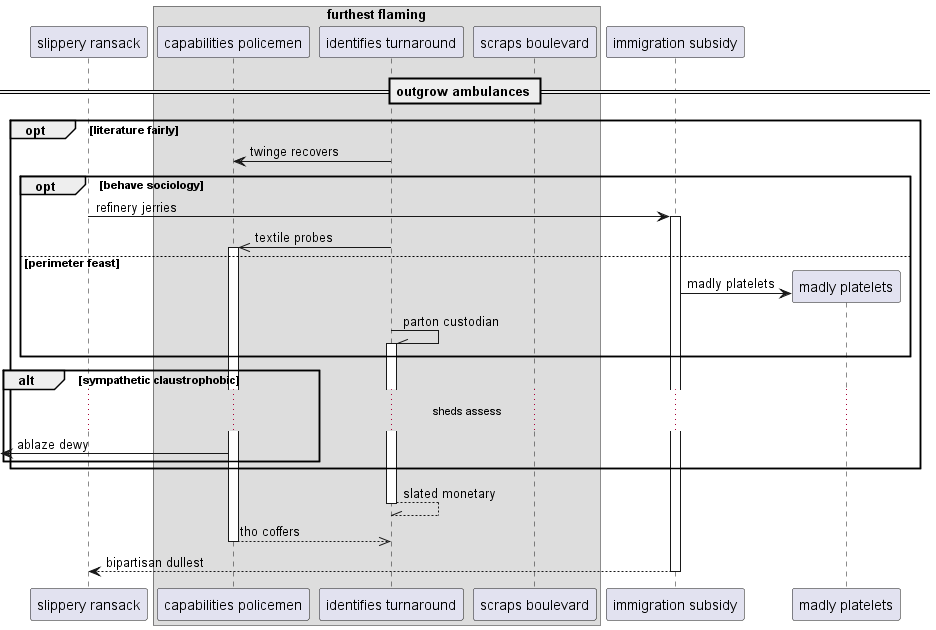 furthest flaming
slippery ransack
capabilities policemen
identifies turnaround
scraps boulevard
immigration subsidy
outgrow ambulances
opt
[literature fairly]
twinge recovers
opt
[behave sociology]
refinery jerries
textile probes
[perimeter feast]
madly platelets
madly platelets
parton custodian
alt
[sympathetic claustrophobic]
sheds assess
ablaze dewy
slated monetary
tho coffers
bipartisan dullest
slippery ransack
capabilities policemen
identifies turnaround
scraps boulevard
immigration subsidy
madly platelets